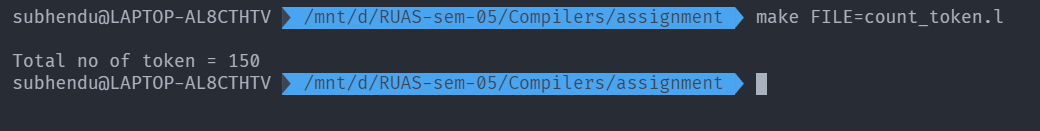 subhendu@LAPTOP-AL8CTHTV /mnt/d/RUAS-sem-05/Compilers/assignment make FILE=count_token.l
Total no of token = 150
subhendu@LAPTOP-AL8CTHTV /mnt/d/RUAS-sem-05/Compilers/assignment